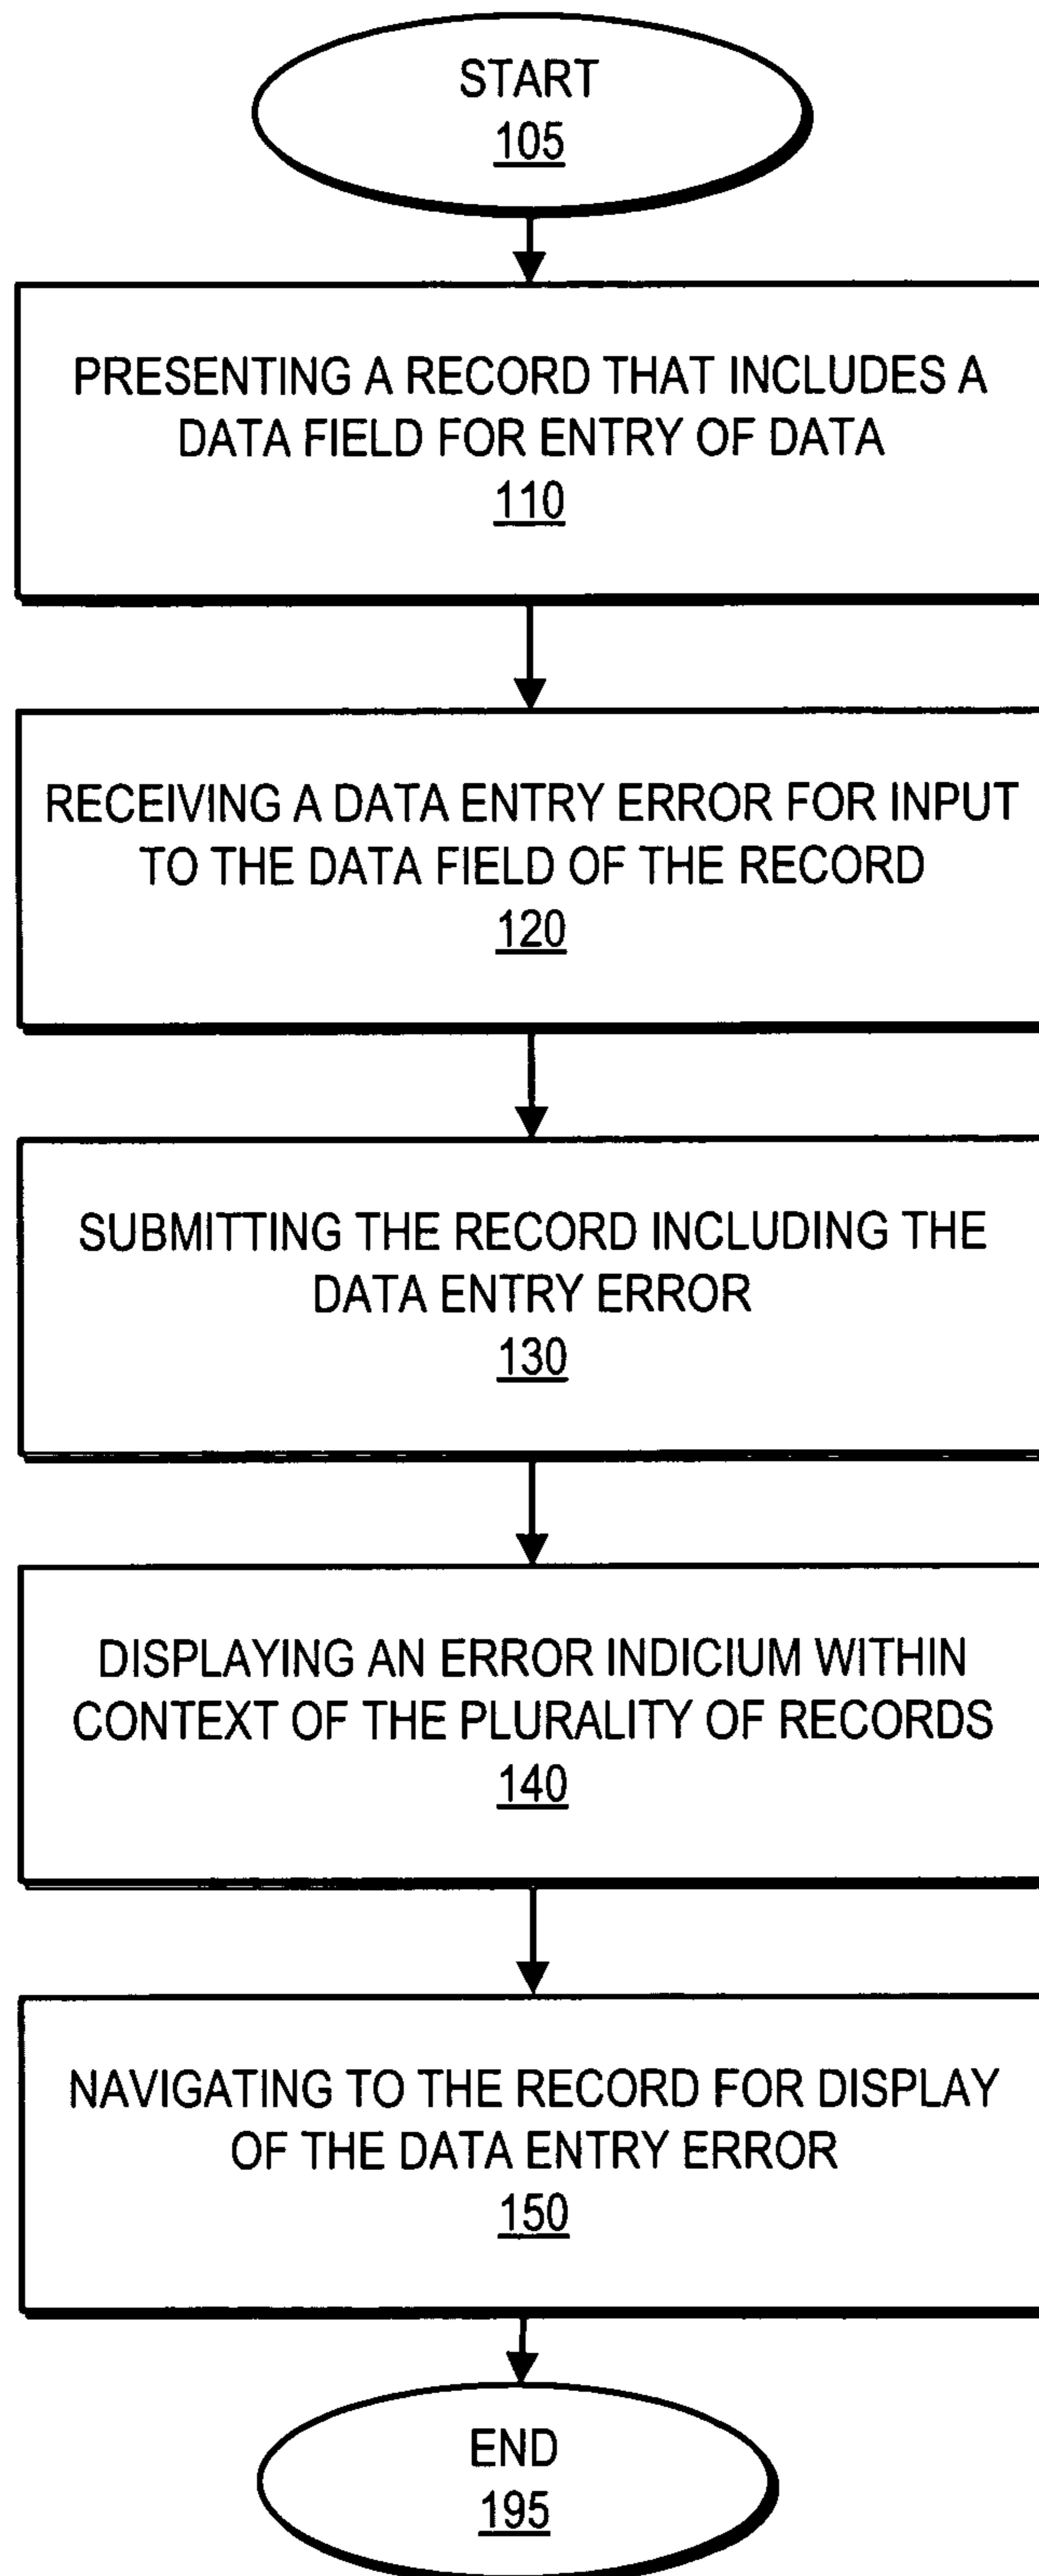 START
105
PRESENTING A RECORD THAT INCLUDES A
DATA FIELD FOR ENTRY OF DATA
110
RECEIVING A DATA ENTRY ERROR FOR INPUT
TO THE DATA FIELD OF THE RECORD
120
SUBMITTING THE RECORD INCLUDING THE
DATA ENTRY ERROR
130
DISPLAYING AN ERROR INDICIUM WITHIN
CONTEXT OF THE PLURALITY OF RECORDS
140
NAVIGATING TO THE RECORD FOR DISPLAY
OF THE DATA ENTRY ERROR
150
END
195